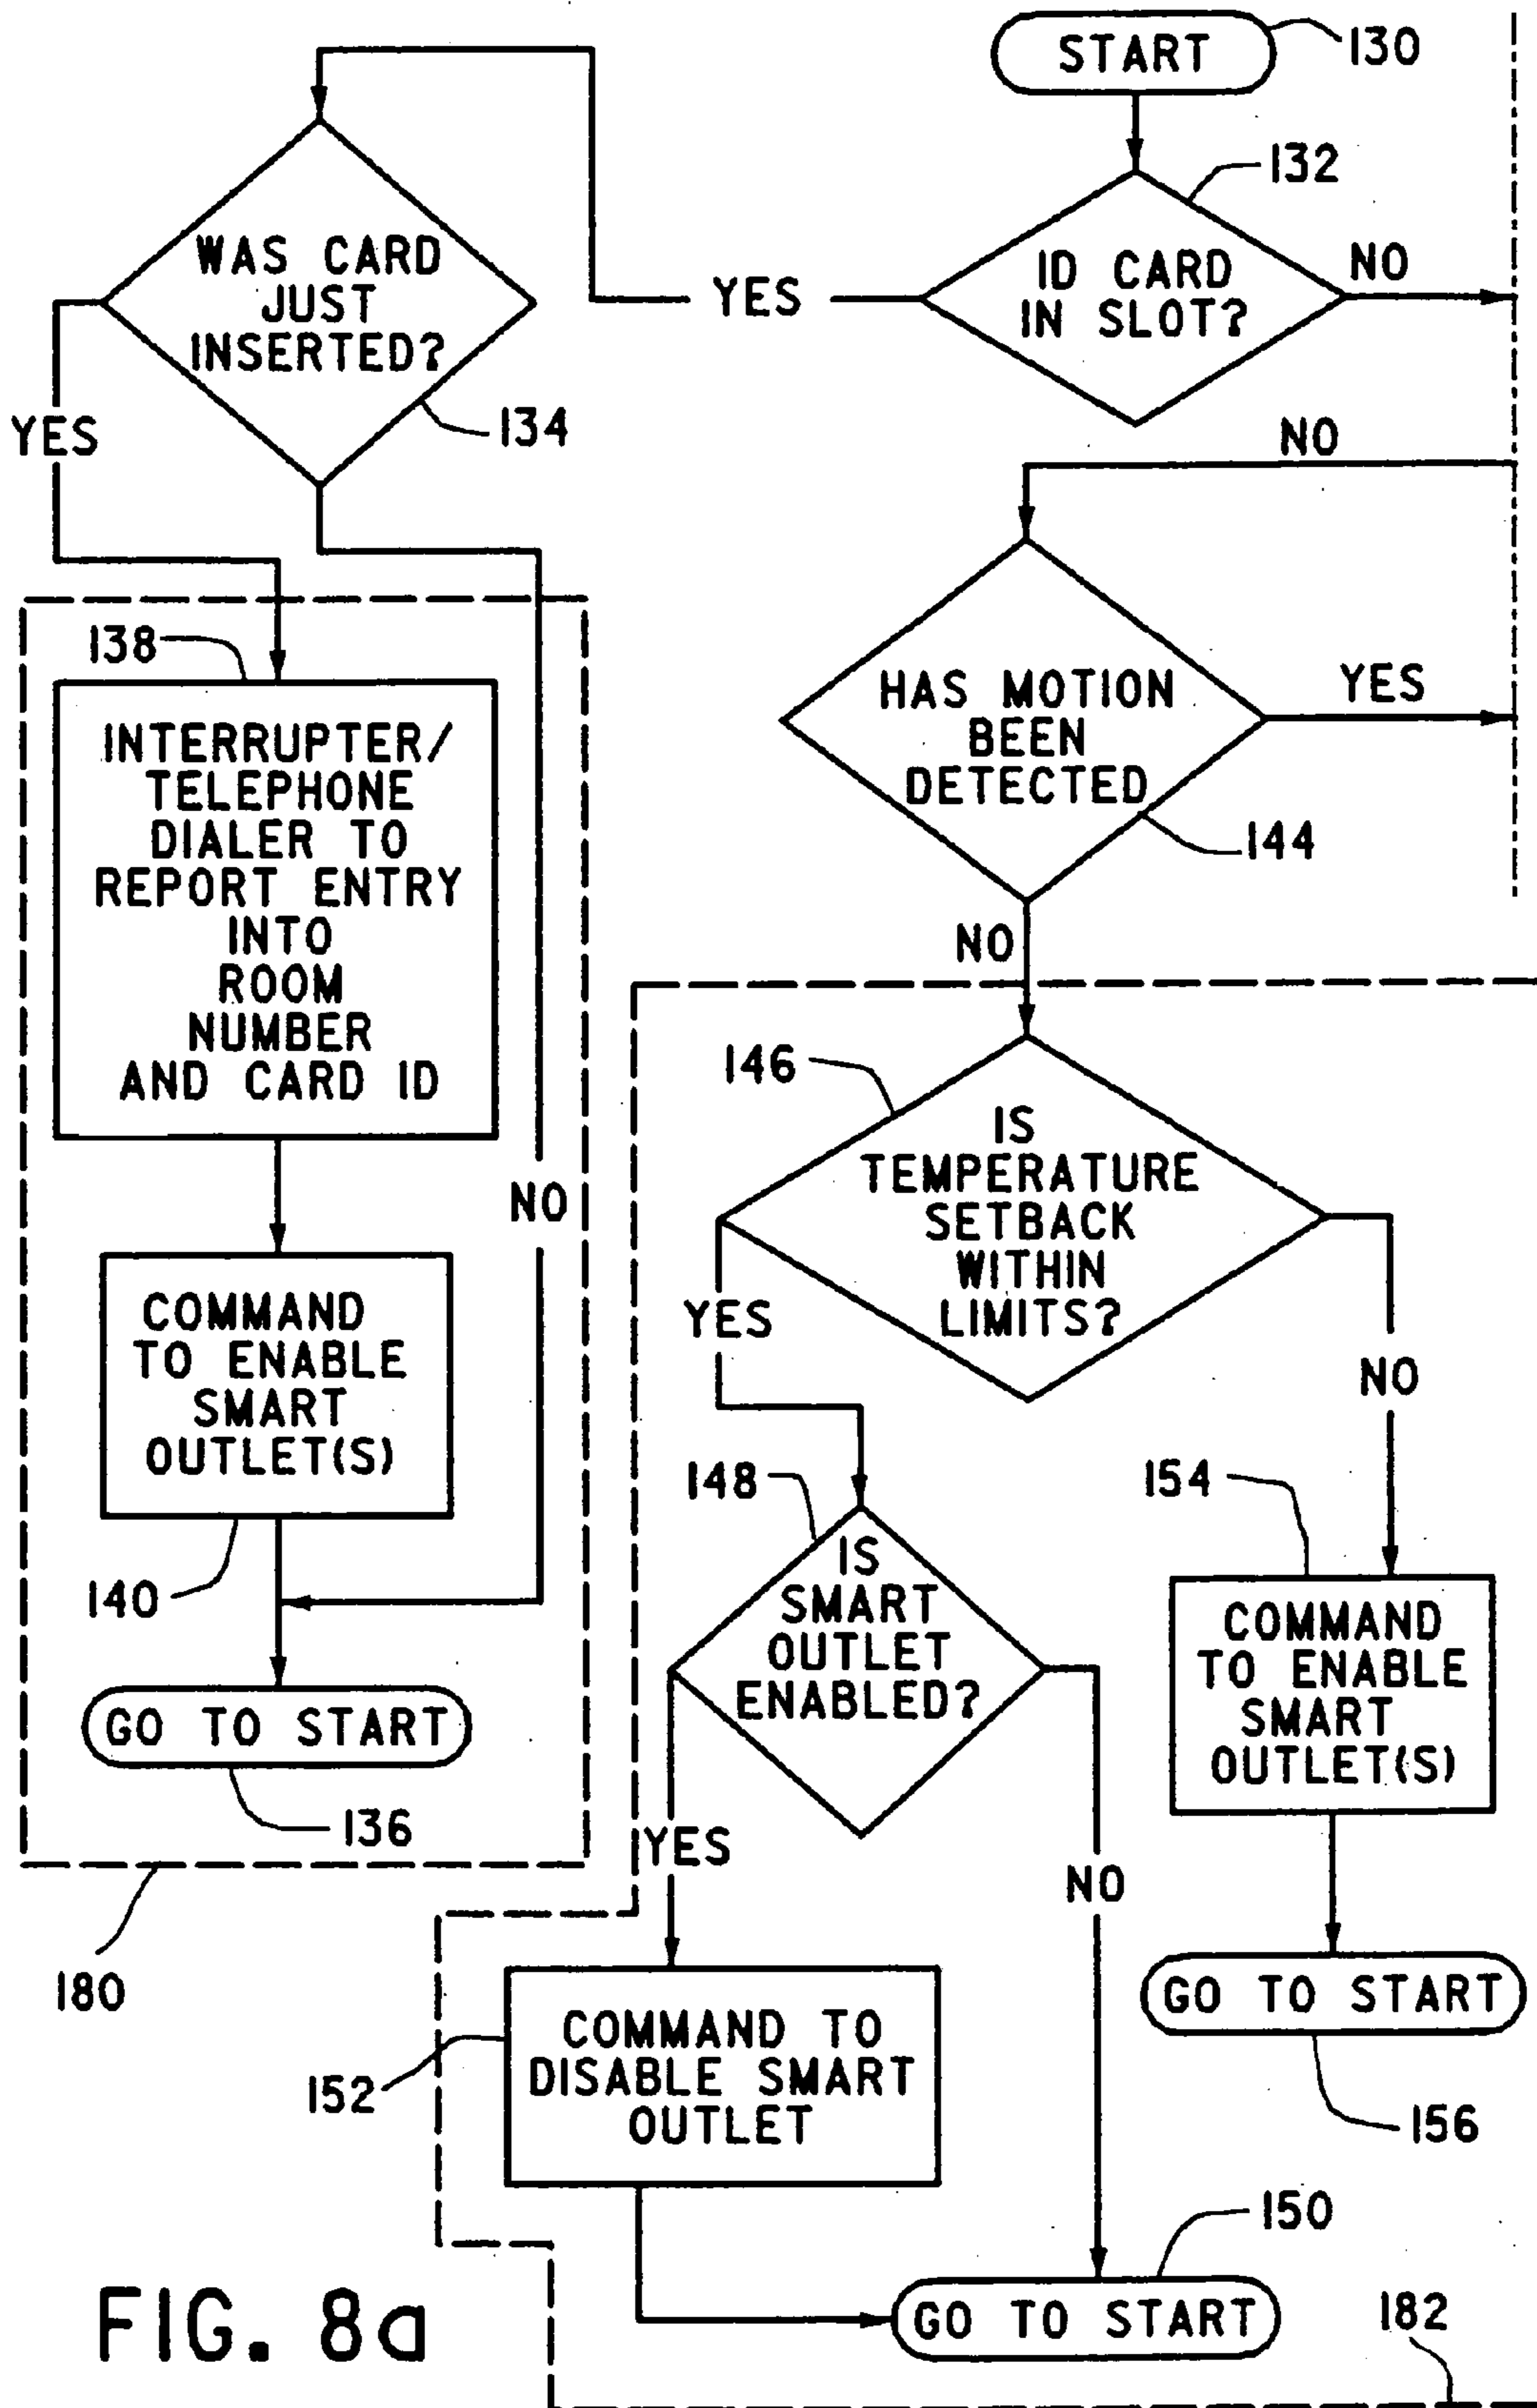 START
130
132
ID CARD
IN SLOT?
NO
YES
WAS CARD
JUST
INSERTED?
134
YES
NO
138
INTERRUPTER/
TELEPHONE
DIALER TO
REPORT ENTRY
INTO
ROOM
NUMBER
AND CARD ID
NO
COMMAND
TO ENABLE
SMART
OUTLET(S)
140
GO TO START
136
180
HAS MOTION
BEEN
DETECTED
YES
144
NO
146
IS
TEMPERATURE
SETBACK
WITHIN
LIMITS?
YES
NO
148
IS
SMART
OUTLET
ENABLED?
154
COMMAND
TO ENABLE
SMART
OUTLET(S)
YES
NO
GO TO START
156
152
COMMAND TO
DISABLE SMART
OUTLET
150
GO TO START
182
FIG. 8a